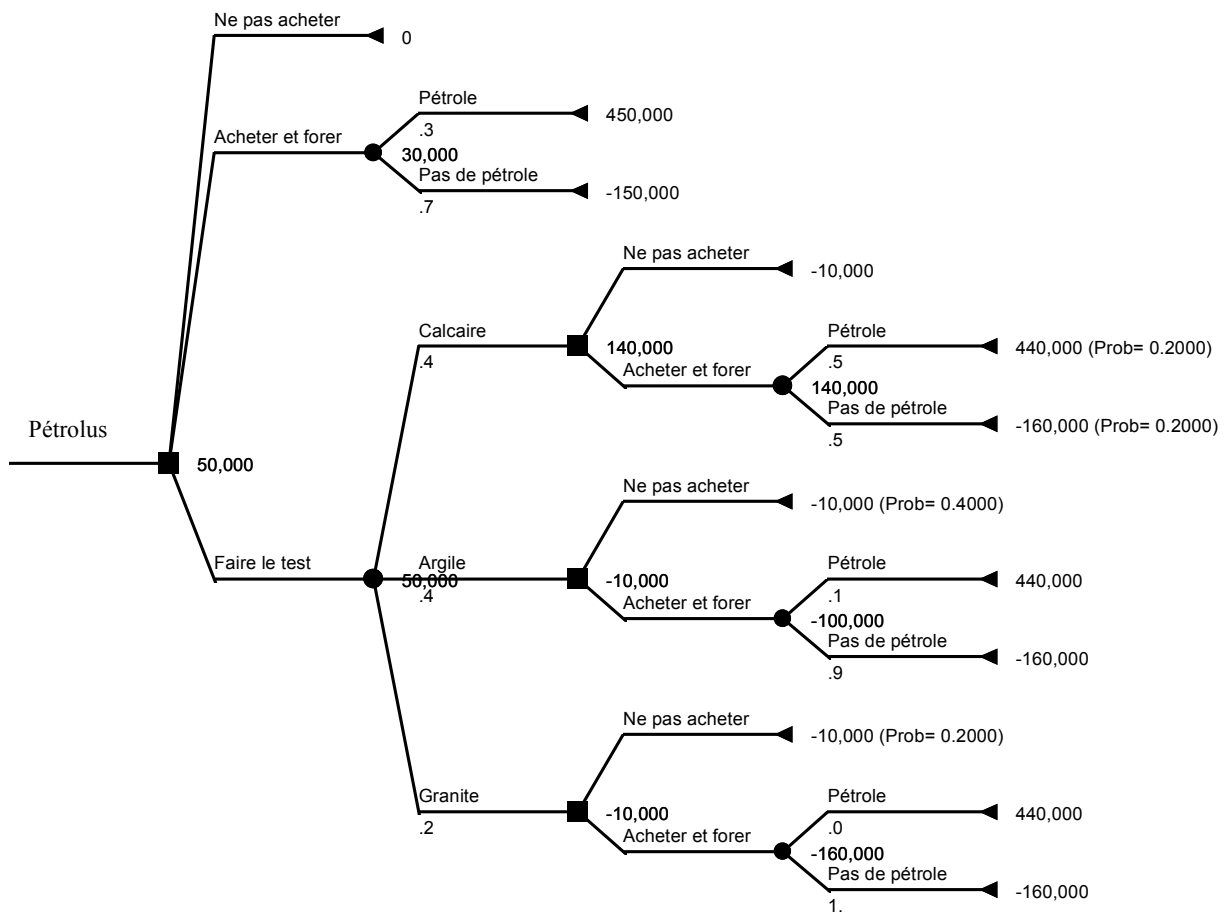 Ne pas acheter
0
Pétrole
450,000
.3
Acheter et forer
30,000
Pas de pétrole
-150,000
.7
Ne pas acheter
-10,000
Calcaire
.4
140,000
Pétrole
440,000 (Prob= 0.2000)
.5
Acheter et forer
140,000
Pas de pétrole
-160,000 (Prob= 0.2000)
.5
Pétrolus
50,000
Ne pas acheter
-10,000 (Prob= 0.4000)
Faire le test
50,000
Argile
.4
-10,000
Pétrole
440,000
.1
Acheter et forer
-100,000
Pas de pétrole
-160,000
.9
Ne pas acheter
-10,000 (Prob= 0.2000)
Granite
.2
-10,000
Pétrole
440,000
.0
Acheter et forer
-160,000
Pas de pétrole
-160,000
1.